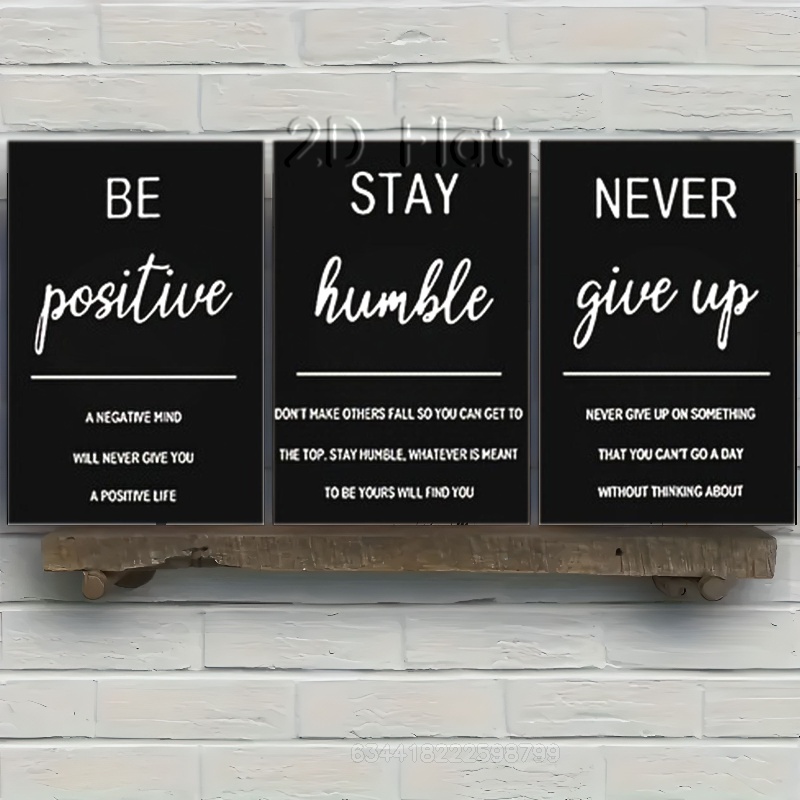 2D Flat
BE
positive
A NEGATIVE MIND
WILL NEVER GIVE YOU
A POSITIVE LIFE
STAY
humble
DON'T MAKE OTHERS FALL SO YOU CAN GET TO
THE TOP. STAY HUMBLE, WHATEVER IS MEANT
TO BE YOURS WILL FIND YOU
NEVER
give up
NEVER GIVE UP ON SOMETHING
THAT YOU CAN'T GO A DAY
WITHOUT THINKING ABOUT
634418222598799